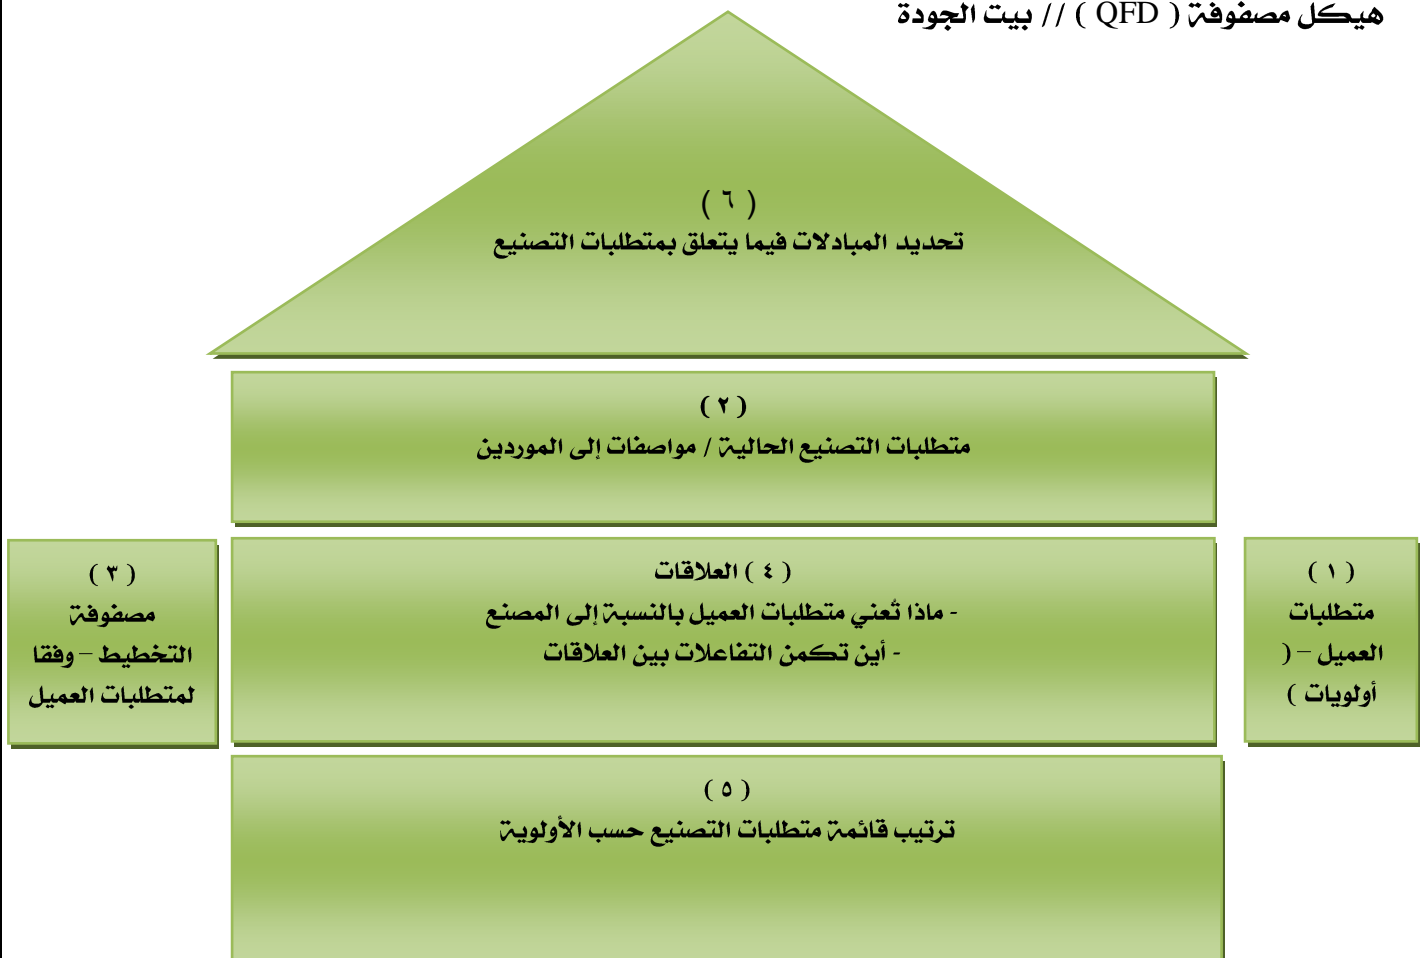 هيكل مصفوفة ( QFD ) // بيت الجودة
( ٦ )
تحديد المبادلات فيما يتعلق بمتطلبات التصنيع
( ٢ )
متطلبات التصنيع الحالية / مواصفات إلى الموردين
( ١ )
متطلبات
العميل – (
أولويات )
( ٤ ) العلاقات
- ماذا تُعني متطلبات العميل بالنسبة إلى المصنع
- أين تكمن التفاعلات بين العلاقات
( ٣ )
مصفوفة
التخطيط – وفقا
لمتطلبات العميل
( ٥ )
ترتيب قائمة متطلبات التصنيع حسب الأولوية